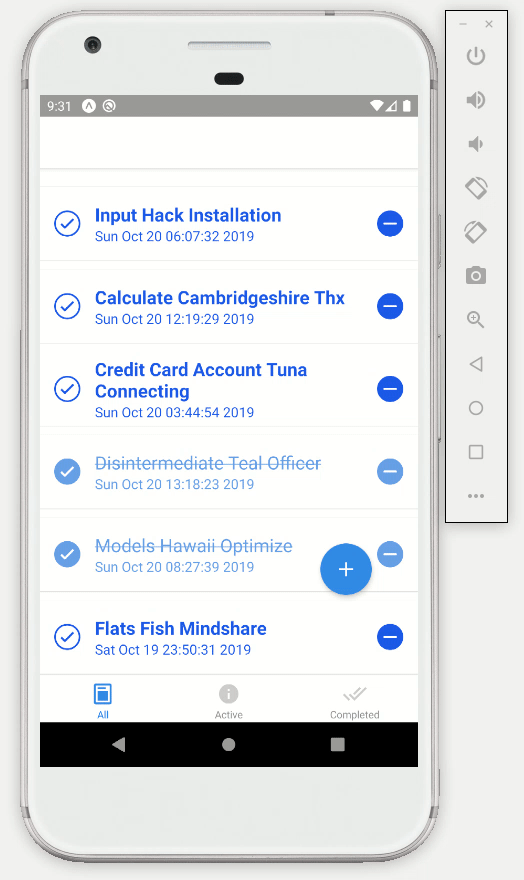 9:31
Input Hack Installation
Sun Oct 20 06:07:32 2019
Calculate Cambridgeshire Thx
Sun Oct 20 12:19:29 2019
Credit Card Account Tuna
Connecting
Sun Oct 20 03:44:54 2019
Disintermediate Teal Officer
Sun Oct 20 13:18:23 2019
Models Hawaii Optimize
Sun Oct 20 08:27:39 2019
Flats Fish Mindshare
Sat Oct 19 23:50:31 2019
All Active Completed